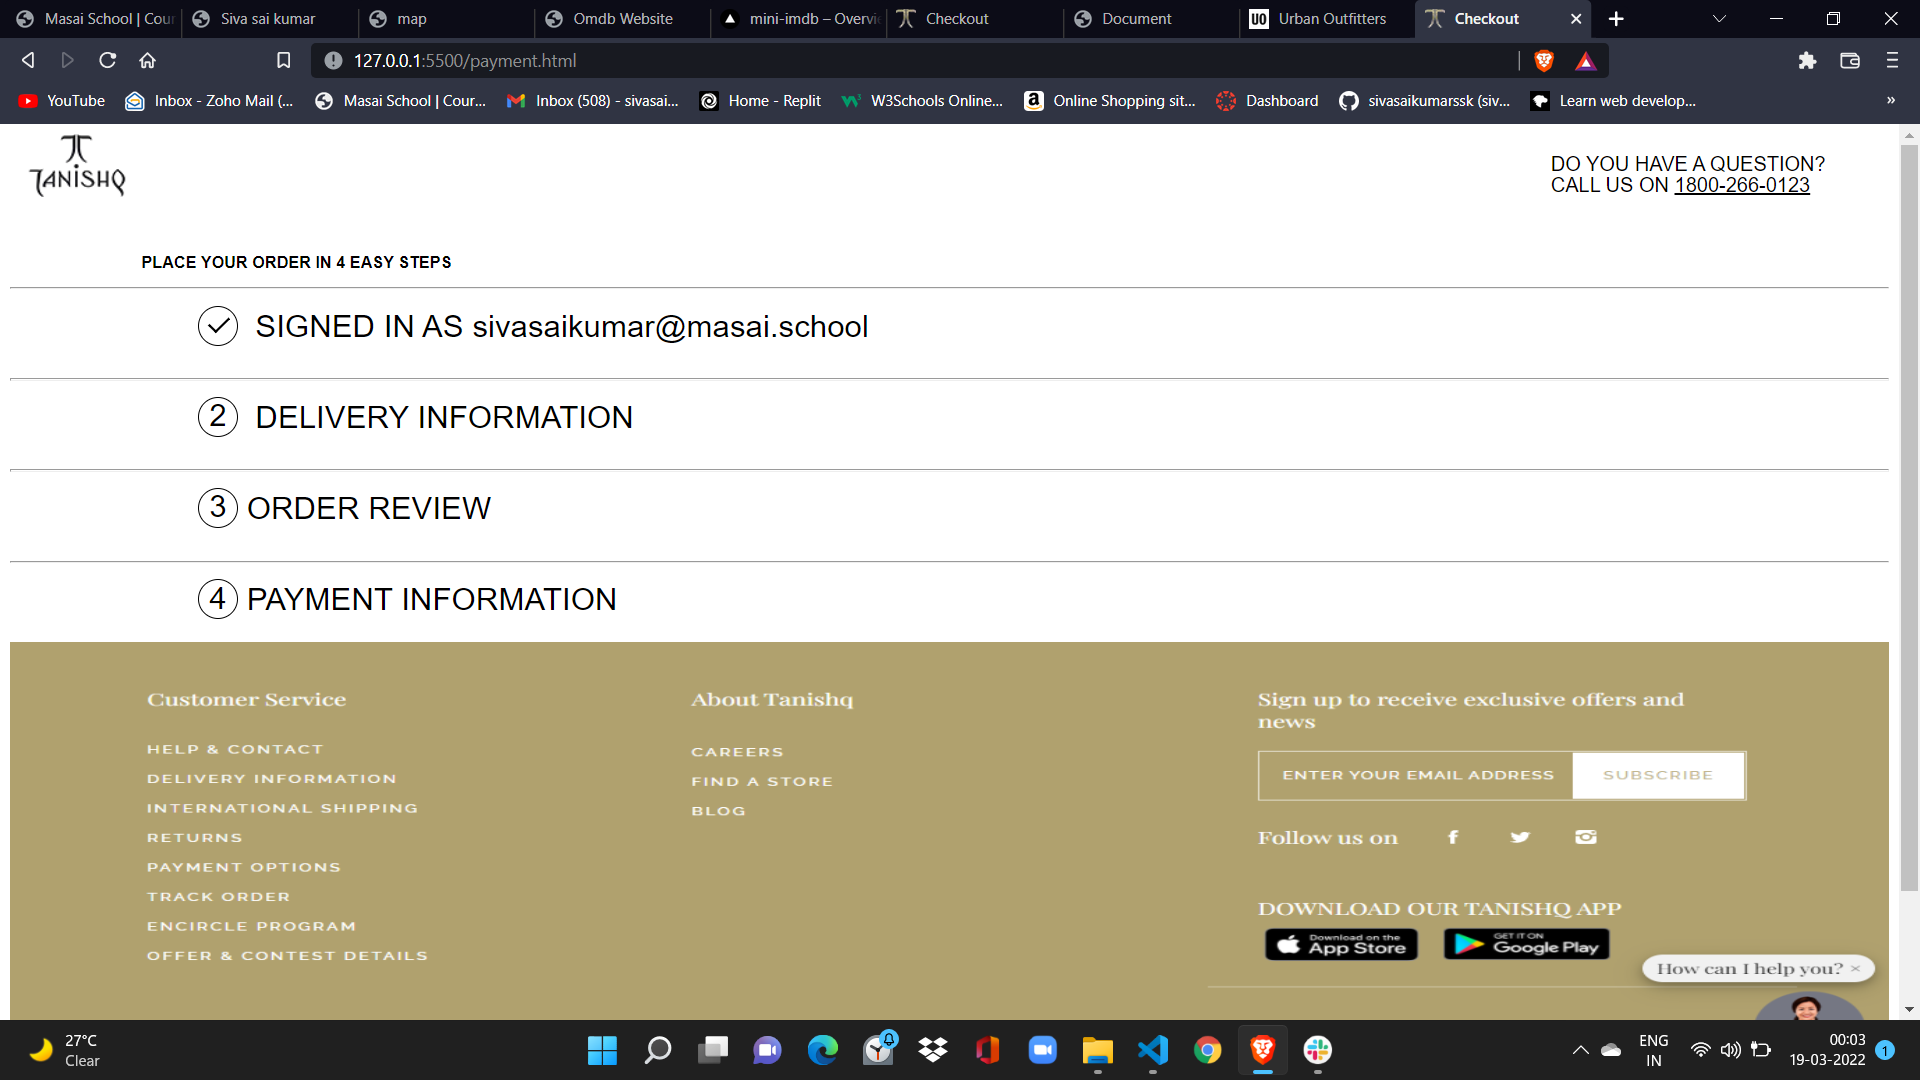 Masai School | Cour
Siva sai kumar
map
Omdb Website
mini-imdb – Overvi
Checkout
Document
UO Urban Outfitters
Checkout
127.0.0.1:5500/payment.html
YouTube
Inbox - Zoho Mail (...
Masai School | Cour...
Inbox (508) - sivasai...
Home - Replit
W3Schools Online...
Online Shopping sit...
Dashboard
sivasaikumarssk (siv...
Learn web develop...
»
TANISHQ
DO YOU HAVE A QUESTION?
CALL US ON 1800-266-0123
PLACE YOUR ORDER IN 4 EASY STEPS
SIGNED IN AS sivasaikumar@masai.school
2 DELIVERY INFORMATION
3 ORDER REVIEW
4 PAYMENT INFORMATION
Customer Service
HELP & CONTACT
DELIVERY INFORMATION
INTERNATIONAL SHIPPING
RETURNS
PAYMENT OPTIONS
TRACK ORDER
ENCIRCLE PROGRAM
OFFER & CONTEST DETAILS
About Tanishq
CAREERS
FIND A STORE
BLOG
Sign up to receive exclusive offers and
news
ENTER YOUR EMAIL ADDRESS
SUBSCRIBE
Follow us on
DOWNLOAD OUR TANISHQ APP
Download on the
App Store
GET IT ON
Google Play
How can I help you? ×
27°C
Clear
ENG
IN
00:03
19-03-2022
1